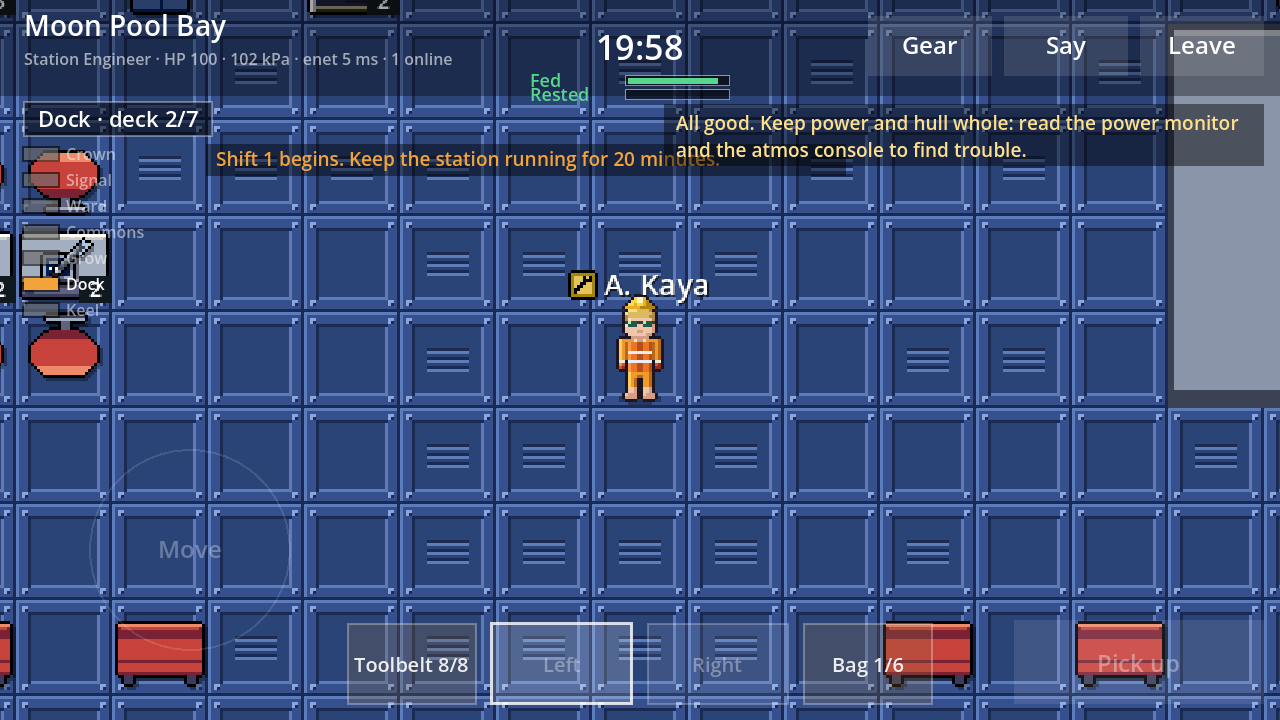 2
Moon Pool Bay
Station Engineer · HP 100 · 102 kPa · enet 5 ms · 1 online
19:58
Fed
Rested
Gear
Say
Leave
Dock · deck 2/7
All good. Keep power and hull whole: read the power monitor
and the atmos console to find trouble.
Shift 1 begins. Keep the station running for 20 minutes.
Crown
Signal
Ward
Commons
Grow
Dock
Keel
2
2
A. Kaya
Move
Toolbelt 8/8
Left
Right
Bag 1/6
Pick up